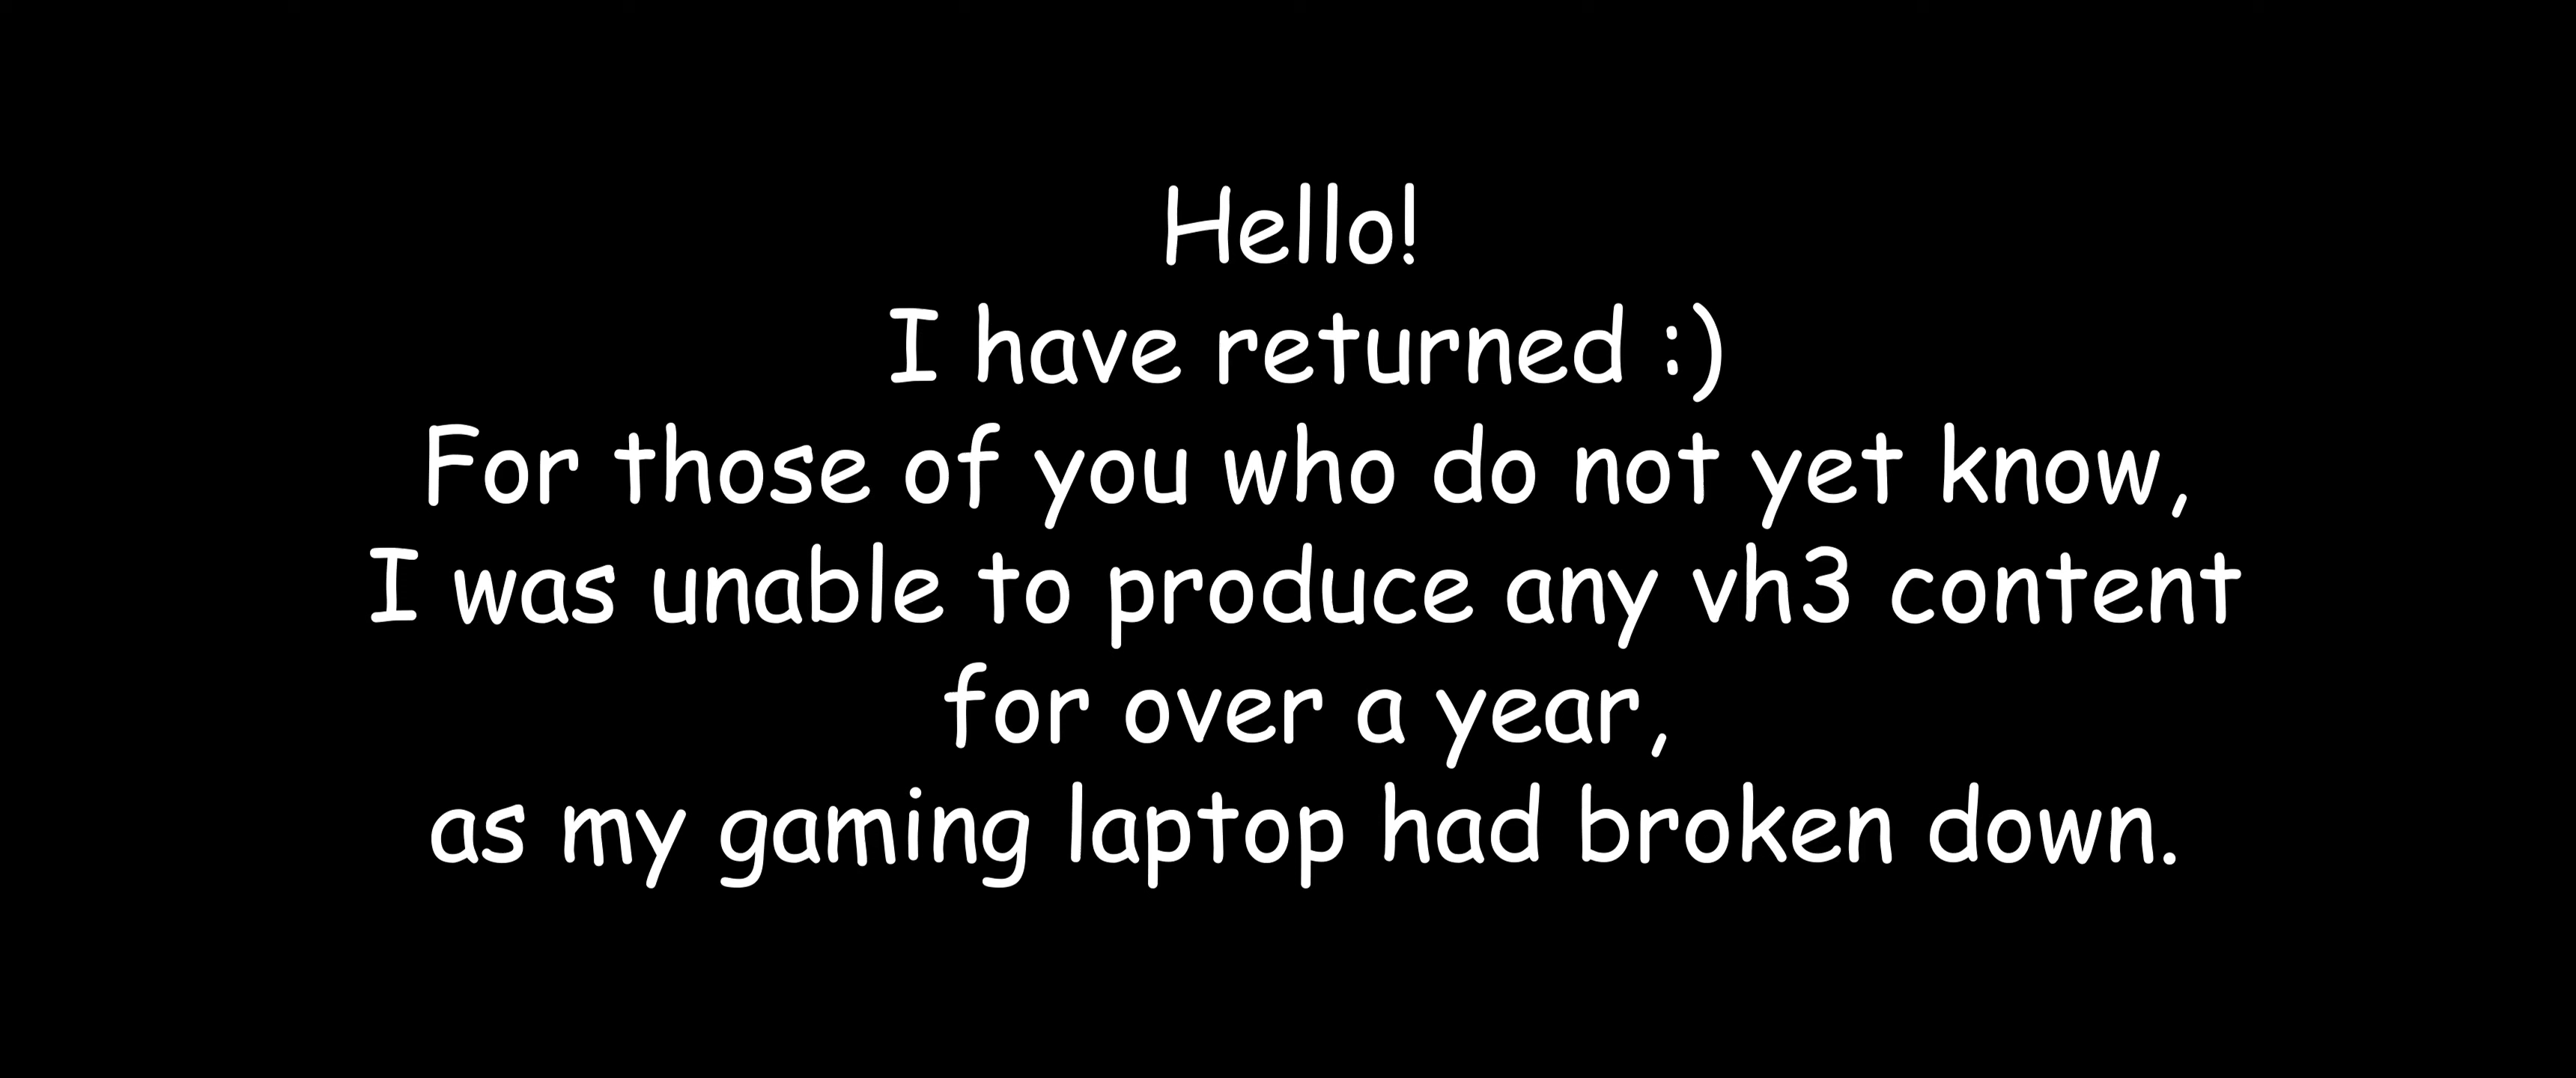 Hello!
I have returned :)
For those of you who do not yet know,
I was unable to produce any vh3 content
for over a year,
as my gaming laptop had broken down.